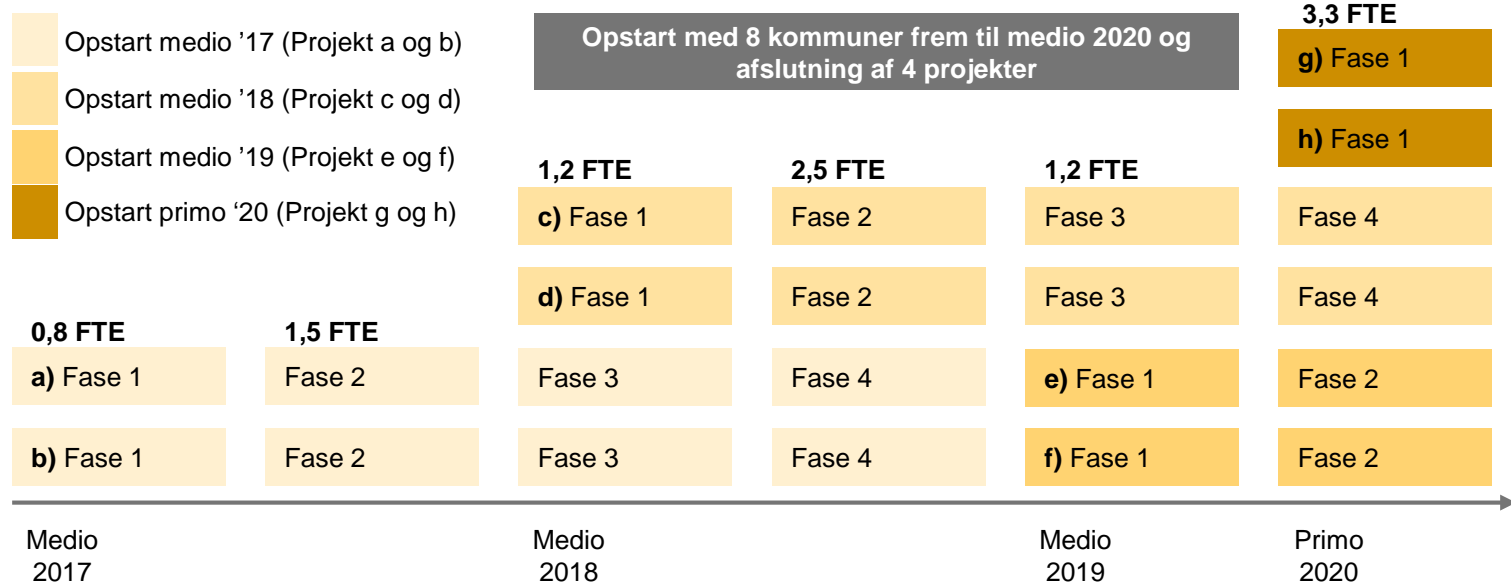 Opstart medio '17 (Projekt a og b)
Opstart medio '18 (Projekt c og d)
Opstart medio '19 (Projekt e og f)
Opstart primo ‘20 (Projekt g og h)
Opstart med 8 kommuner frem til medio 2020 og
afslutning af 4 projekter
3,3 FTE
g) Fase 1
h) Fase 1
1,2 FTE
2,5 FTE
1,2 FTE
c) Fase 1
Fase 2
Fase 3
Fase 4
d) Fase 1
Fase 2
Fase 3
Fase 4
0,8 FTE
1,5 FTE
a) Fase 1
Fase 2
Fase 3
Fase 4
e) Fase 1
Fase 2
b) Fase 1
Fase 2
Fase 3
Fase 4
f) Fase 1
Fase 2
Medio
2017
Medio
2018
Medio
2019
Primo
2020